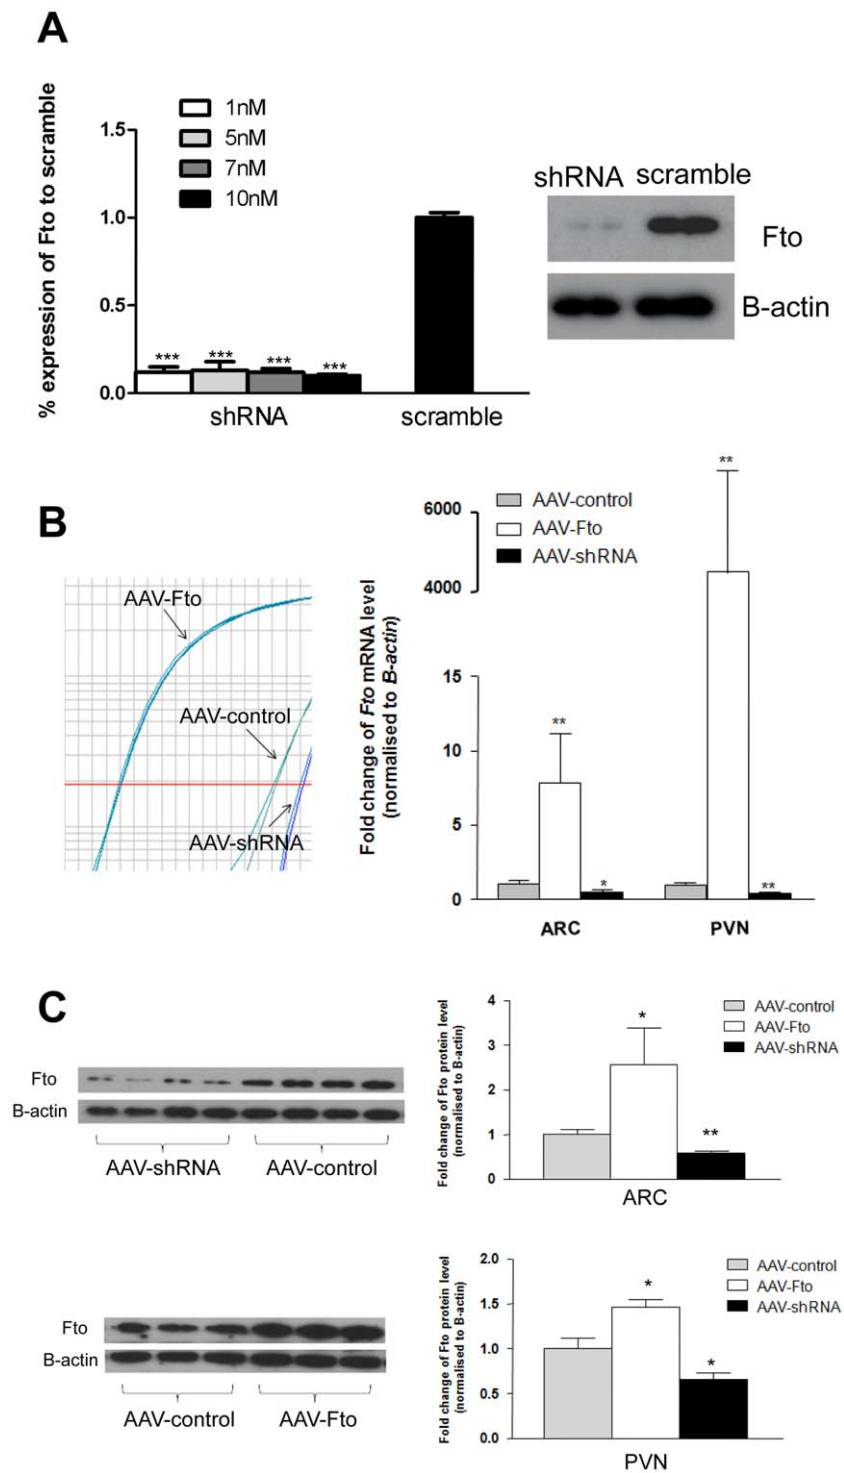 A
% expression of Fto to scramble
1nM
5nM
7nM
10nM
1.5
1.0
0.5
0.0
***
***
***
***
shRNA
scramble
shRNA scramble
Fto
B-actin
B
AAV-Fto
AAV-control
AAV-shRNA
Fold change of Fto mRNA level
(normalised to B-actin)
AAV-control
AAV-Fto
AAV-shRNA
6000
4000
15
10
5
0
**
*
**
**
ARC
PVN
C
Fto
B-actin
AAV-shRNA
AAV-control
Fold change of Fto protein level
(normalised to B-actin)
4
3
2
1
0
*
**
AAV-control
AAV-Fto
AAV-shRNA
ARC
Fto
B-actin
AAV-control
AAV-Fto
Fold change of Fto protein level
(normalised to B-actin)
2.0
1.5
1.0
0.5
0.0
*
*
AAV-control
AAV-Fto
AAV-shRNA
PVN